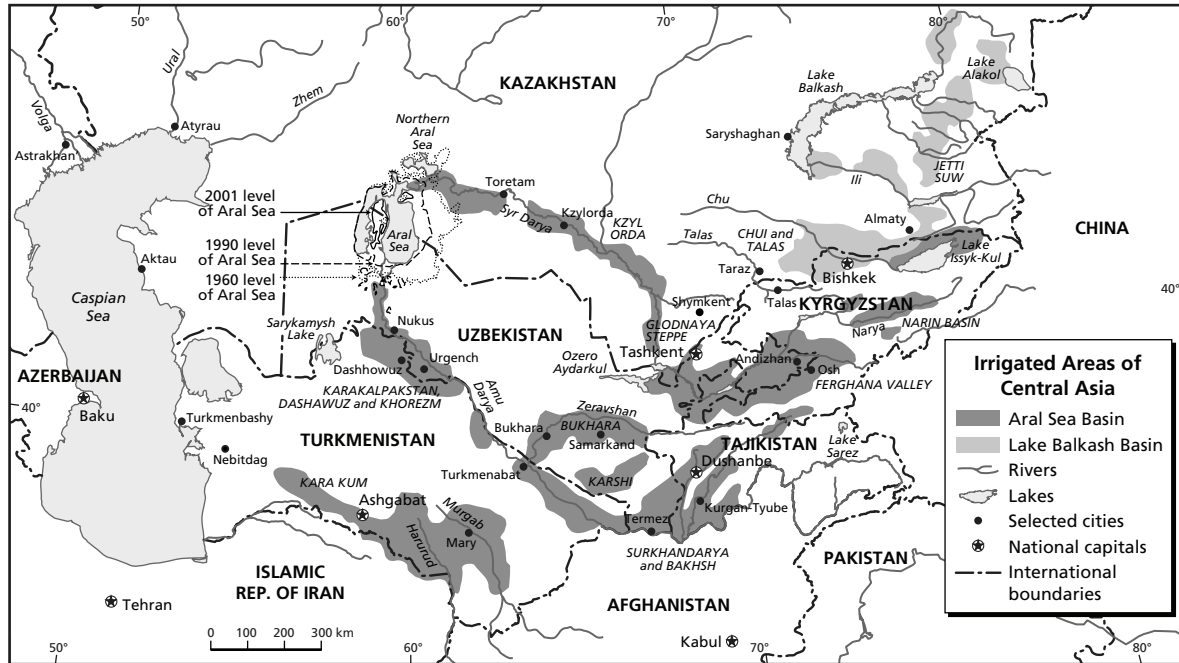 50°
60°
70°
80°
Ural
Volga
Zhem
KAZAKHSTAN
Lake
Alakol
Lake
Balkash
Atyrau
Astrakhan
Northern
Aral
Sea
Saryshaghan
JETTI
SUW
Ili
2001 level
of Aral Sea
Toretam
Syr Darya
Kzylorda
KZYL
ORDA
Chu
Almaty
Talas
CHUI and
TALAS
CHINA
Aral
Sea
1990 level
of Aral Sea
1960 level
of Aral Sea
Aktau
Lake
Issyk-Kul
Taraz
Bishkek
Talas
KYRGYZSTAN
40°
Caspian
Sea
Shymkent
GLODNAYA
STEPPE
Narya
NARIN BASIN
Nukus
UZBEKISTAN
Sarykamysh
Lake
Urgench
Dashhowuz
Tashkent
Ozero
Aydarkul
Andizhan
Osh
FERGHANA VALLEY
AZERBAIJAN
Baku
40°
KARAKALPAKSTAN,
DASHAWUZ and KHOREZM
Amu
Darya
Zeravshan
Turkmenbashy
TURKMENISTAN
Bukhara
BUKHARA
Samarkand
TAJIKISTAN
Dushanbe
Lake
Sarez
Nebitdag
Turkmenabat
KARSHI
KARA KUM
Ashgabat
Murgab
Mary
Harurud
Kurgan-Tyube
Termez
SURKHANDARYA
and BAKHSH
PAKISTAN
ISLAMIC
REP. OF IRAN
Tehran
AFGHANISTAN
Kabul
0 100 200 300 km
50°
60°
70°
80°
Irrigated Areas of
Central Asia
Aral Sea Basin
Lake Balkash Basin
Rivers
Lakes
Selected cities
National capitals
International
boundaries